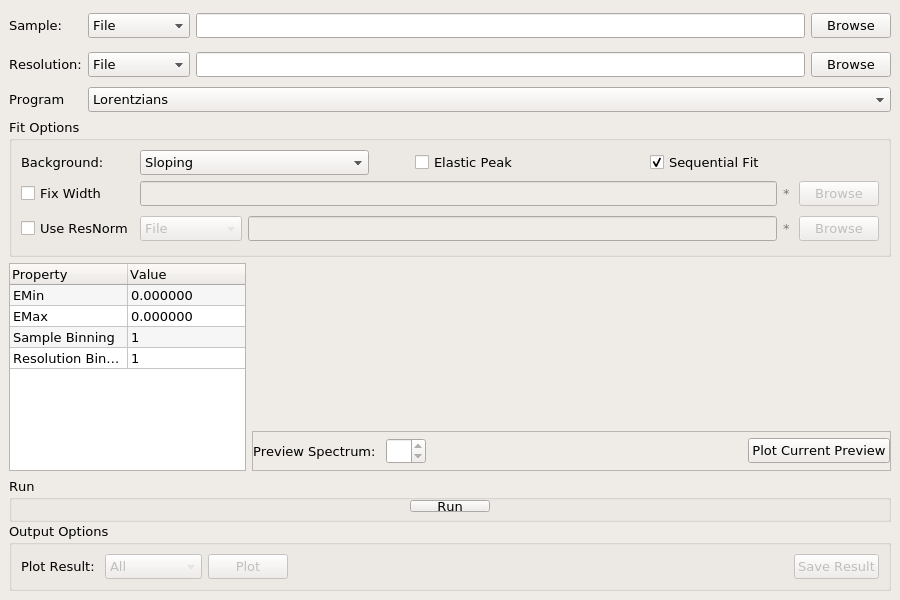 Sample: File Browse
Resolution: File Browse
Program Lorentzians
Fit Options
Background: Sloping Elastic Peak Sequential Fit
Fix Width * Browse
Use ResNorm File * Browse
Property Value
EMin 0.000000
EMax 0.000000
Sample Binning 1
Resolution Bin... 1
Preview Spectrum: Plot Current Preview
Run
Run
Output Options
Plot Result: All Plot Save Result